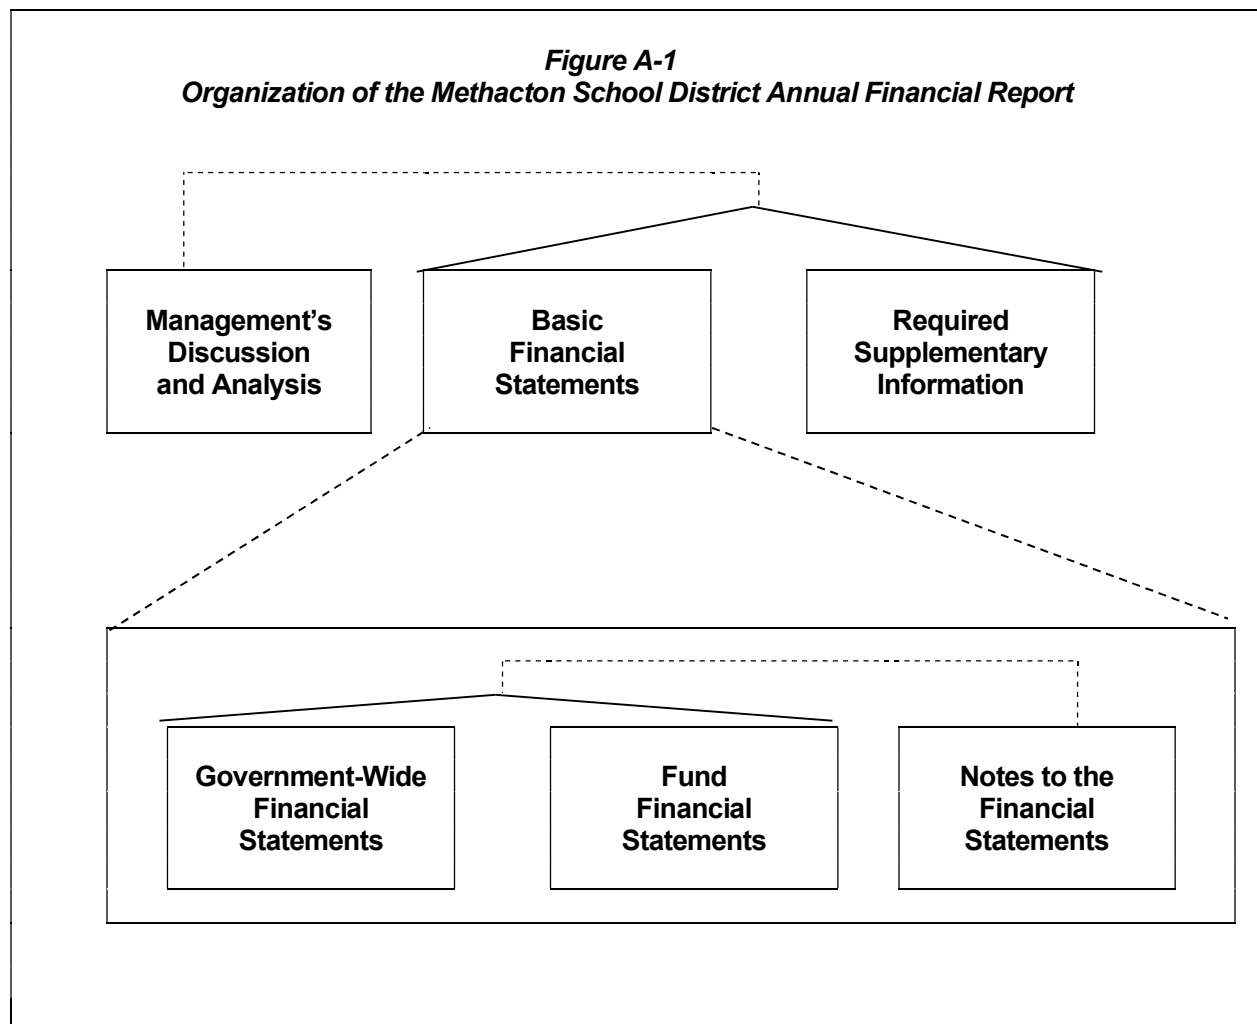 Figure A-1
Organization of the Methacton School District Annual Financial Report
Management’s
Discussion
and Analysis
Basic
Financial
Statements
Required
Supplementary
Information
Government-Wide
Financial
Statements
Fund
Financial
Statements
Notes to the
Financial
Statements